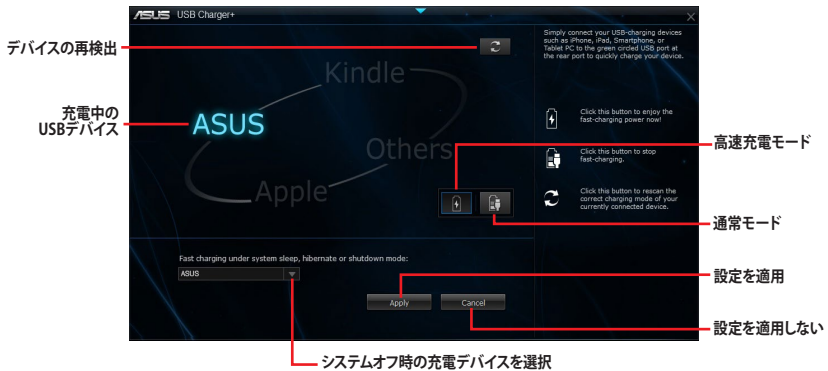 ASUS USB Charger+
デバイスの再検出
Kindle
充電中の
USBデバイス
ASUS
Others
Apple
Simply connect your USB-charging devices
such as iPhone, iPad, Smartphone, or
Tablet PC to the green circled USB port at
the rear port to quickly charge your device.
Click this button to enjoy the
fast-charging power now!
Click this button to stop
fast-charging.
Click this button to rescan the
correct charging mode of your
currently connected device.
高速充電モード
通常モード
Fast charging under system sleep, hibernate or shutdown mode:
ASUS
Apply
Cancel
設定を適用
設定を適用しない
システムオフ時の充電デバイスを選択